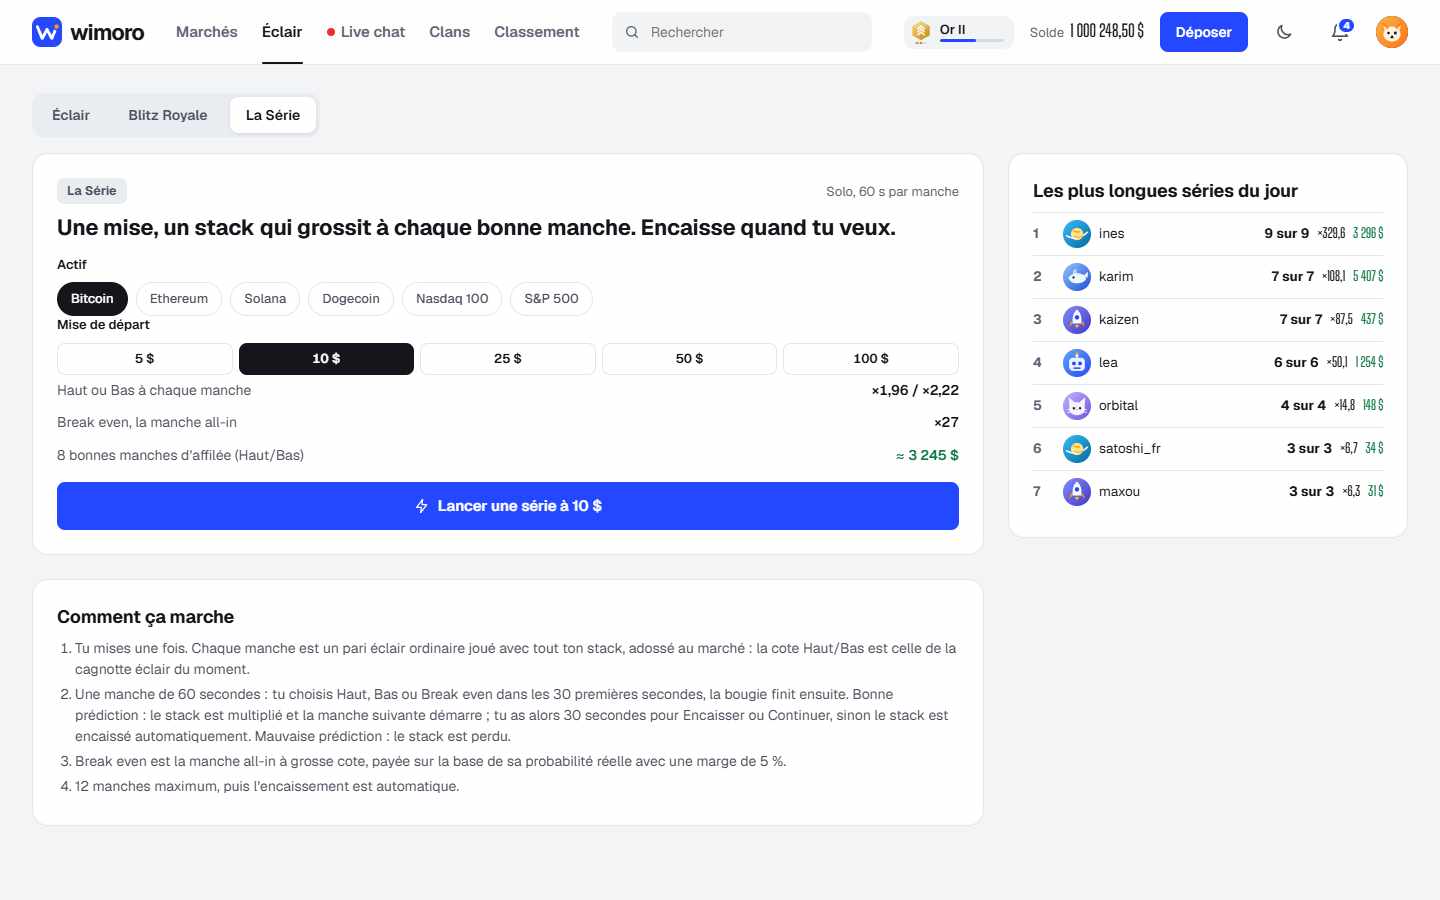 wimoro
Marchés
Éclair
Live chat
Clans
Classement
Rechercher
Or II
Solde 1 000 248,50 $
Déposer
4
Éclair
Blitz Royale
La Série
La Série
Solo, 60 s par manche
Une mise, un stack qui grossit à chaque bonne manche. Encaisse quand tu veux.
Actif
Bitcoin
Ethereum
Solana
Dogecoin
Nasdaq 100
S&P 500
Mise de départ
5 $
10 $
25 $
50 $
100 $
Haut ou Bas à chaque manche ×1,96 / ×2,22
Break even, la manche all-in ×27
8 bonnes manches d'affilée (Haut/Bas) ≈ 3 245 $
Lancer une série à 10 $
Comment ça marche
1. Tu mises une fois. Chaque manche est un pari éclair ordinaire joué avec tout ton stack, adossé au marché : la cote Haut/Bas est celle de la
cagnotte éclair du moment.
2. Une manche de 60 secondes : tu choisis Haut, Bas ou Break even dans les 30 premières secondes, la bougie finit ensuite. Bonne
prédiction : le stack est multiplié et la manche suivante démarre ; tu as alors 30 secondes pour Encaisser ou Continuer, sinon le stack est
encaissé automatiquement. Mauvaise prédiction : le stack est perdu.
3. Break even est la manche all-in à grosse cote, payée sur la base de sa probabilité réelle avec une marge de 5 %.
4. 12 manches maximum, puis l'encaissement est automatique.
Les plus longues séries du jour
1 ines 9 sur 9 ×329,6 3 296 $
2 karim 7 sur 7 ×108,1 5 407 $
3 kaizen 7 sur 7 ×87,5 437 $
4 lea 6 sur 6 ×50,1 1 254 $
5 orbital 4 sur 4 ×14,8 148 $
6 satoshi_fr 3 sur 3 ×6,7 34 $
7 maxou 3 sur 3 ×6,3 31 $